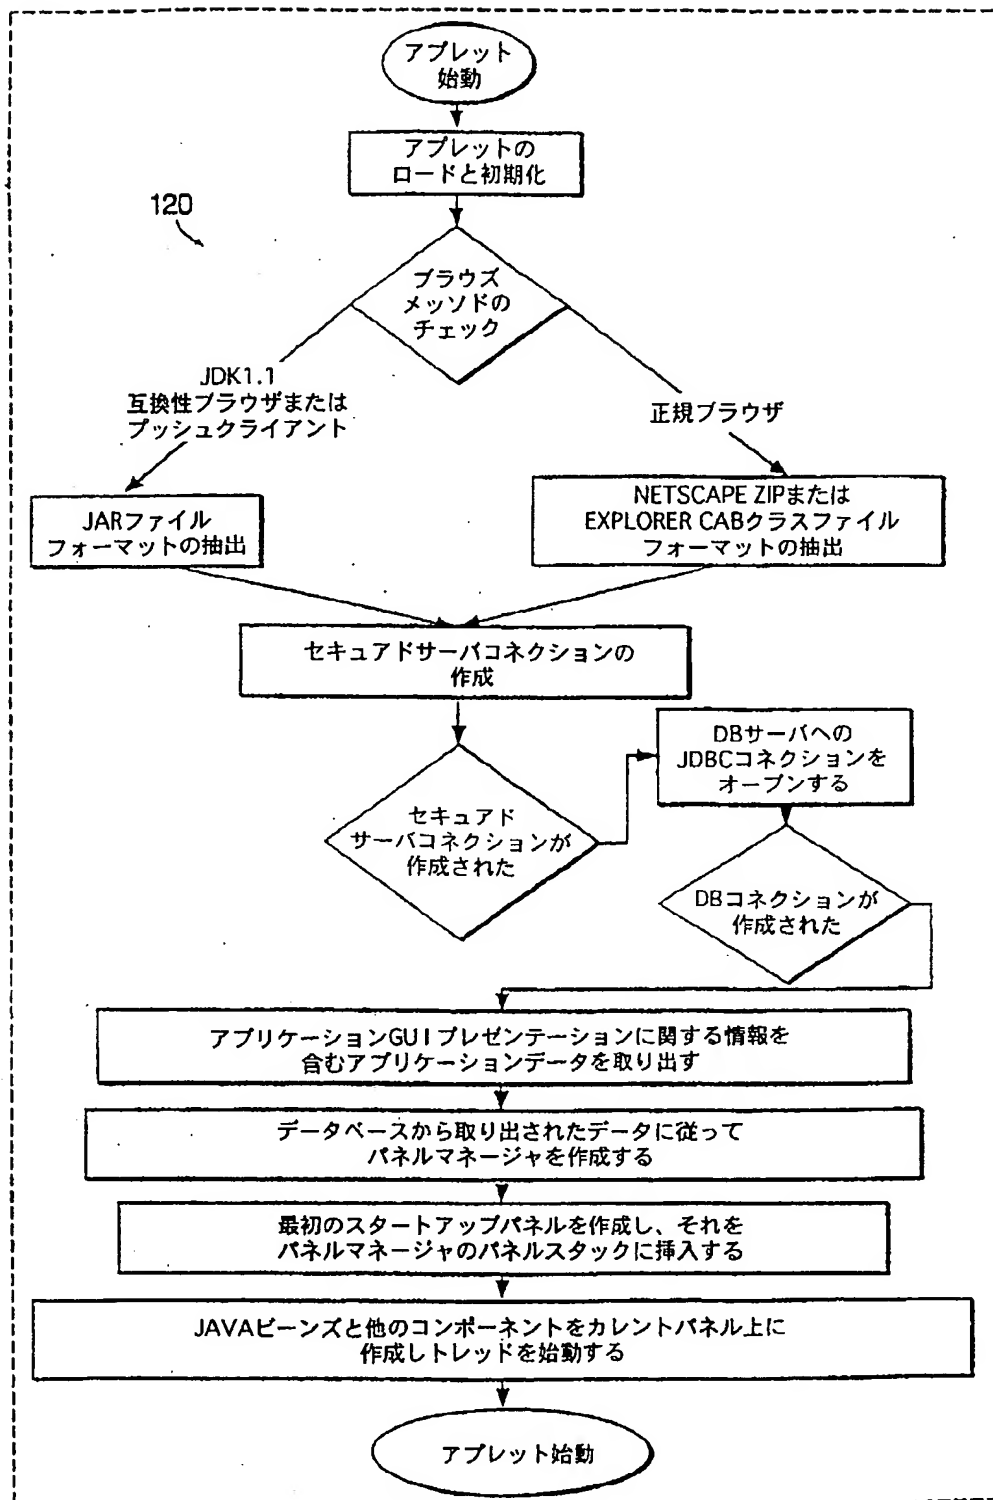 アプレット
始動
アプレットの
ロードと初期化
120
ブラウズ
メッソドの
チェック
JDK1.1
互換性ブラウザまたは
プッシュクライアント
正規ブラウザ
JARファイル
フォーマットの抽出
NETSCAPE ZIPまたは
EXPLORER CABクラスファイル
フォーマットの抽出
セキュアドサーバコネクションの
作成
DBサーバへの
JDBCコネクションを
オープンする
セキュアド
サーバコネクションが
作成された
DBコネクションが
作成された
アプリケーションGUIプレゼンテーションに関する情報を
含むアプリケーションデータを取り出す
データベースから取り出されたデータに従って
パネルマネージャを作成する
最初のスタートアップパネルを作成し、それを
パネルマネージャのパネルスタックに挿入する
JAVAビーンズと他のコンポーネントをカレントパネル上に
作成しトレッドを始動する
アプレット始動